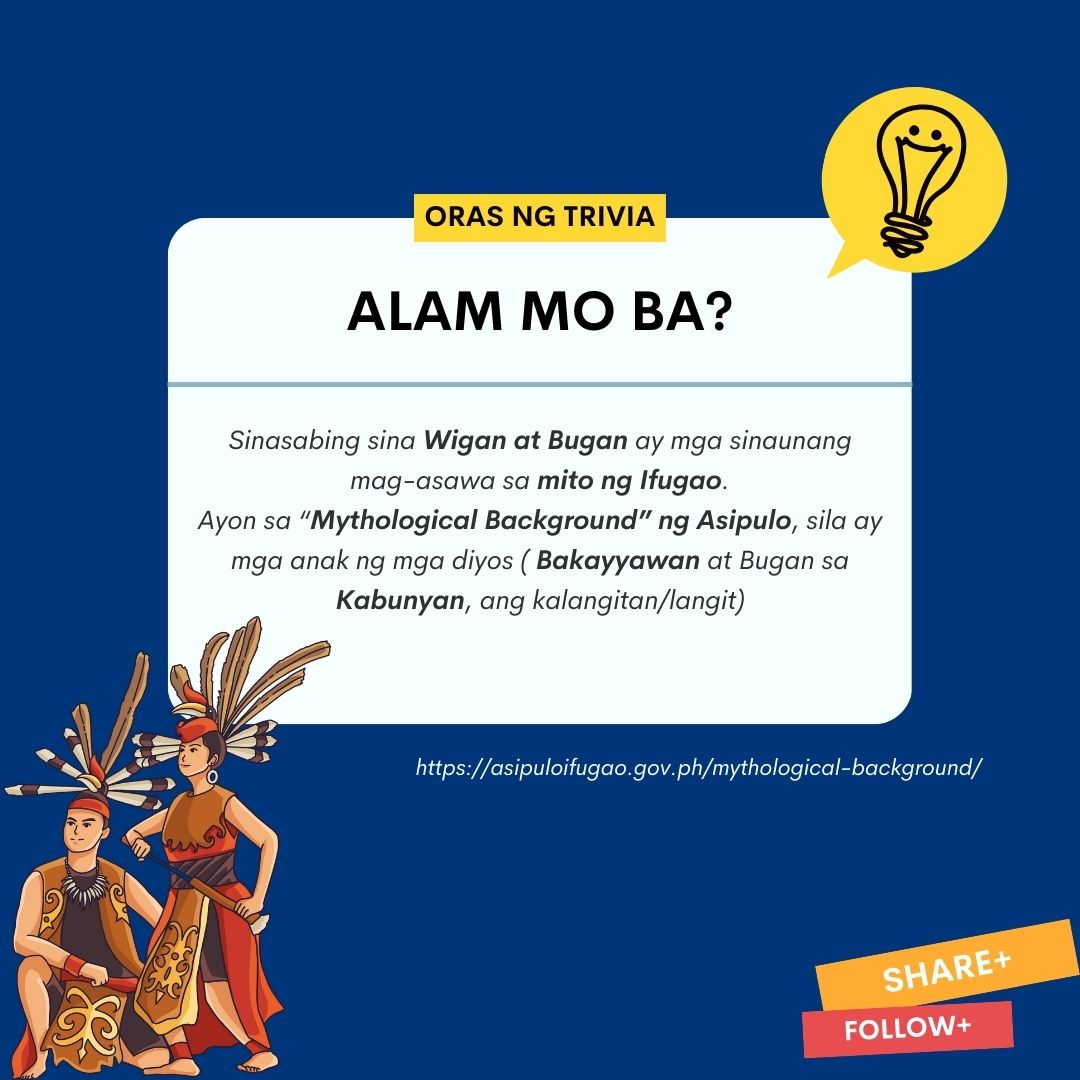 ORAS NG TRIVIA
ALAM MO BA?
Sinasabing sina Wigan at Bugan ay mga sinaunang
mag-asawa sa mito ng Ifugao.
Ayon sa “Mythological Background” ng Asipulo, sila ay
mga anak ng mga diyos ( Bakayyawan at Bugan sa
Kabunyan, ang kalangitan/langit)
https://asipuloifugao.gov.ph/mythological-background/
SHARE+
FOLLOW+